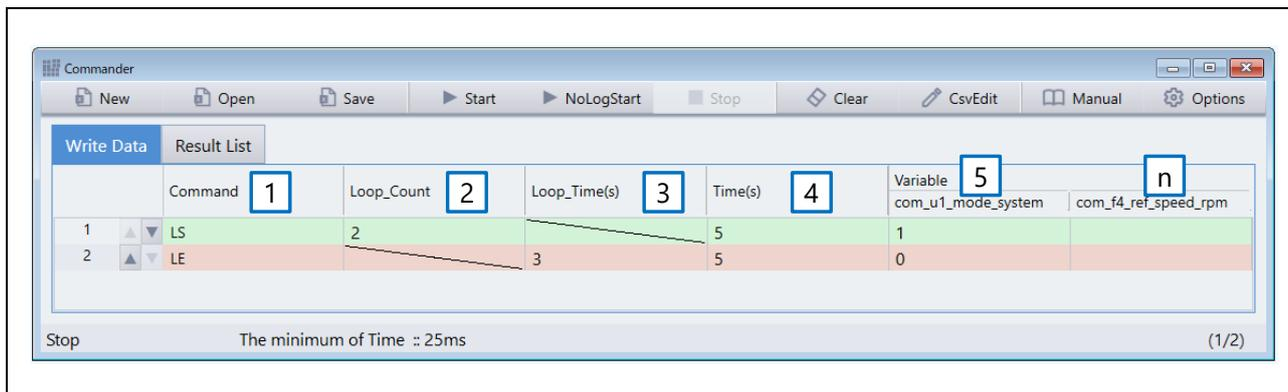 Commander
New Open Save Start NoLogStart Stop Clear CsvEdit Manual Options
Write Data Result List
Command 1 Loop_Count 2 Loop_Time(s) 3 Time(s) 4 Variable 5 n
com_u1_mode_system com_f4_ref_speed_rpm
1 LS 2 5 1
2 LE 3 5 0
Stop The minimum of Time :: 25ms (1/2)